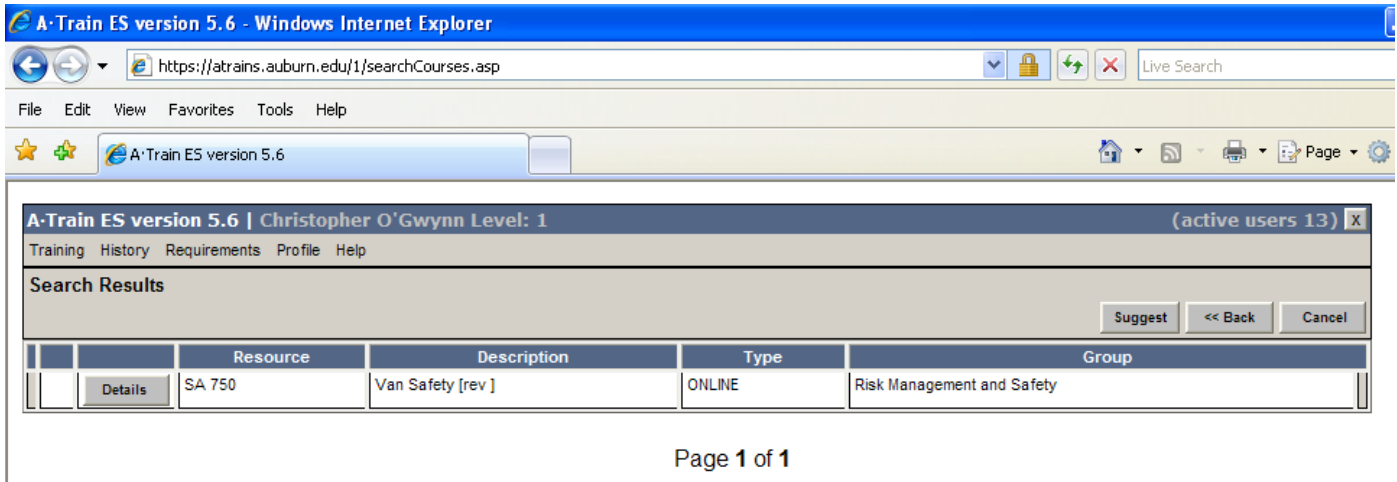 A·Train ES version 5.6 - Windows Internet Explorer
https://atrains.auburn.edu/1/searchCourses.asp Live Search
File Edit View Favorites Tools Help
A·Train ES version 5.6 Page
A·Train ES version 5.6 | Christopher O'Gwynn Level: 1 (active users 13) X
Training History Requirements Profile Help
Search Results
Suggest << Back Cancel
Resource Description Type Group
Details SA 750 Van Safety [rev ] ONLINE Risk Management and Safety
Page 1 of 1